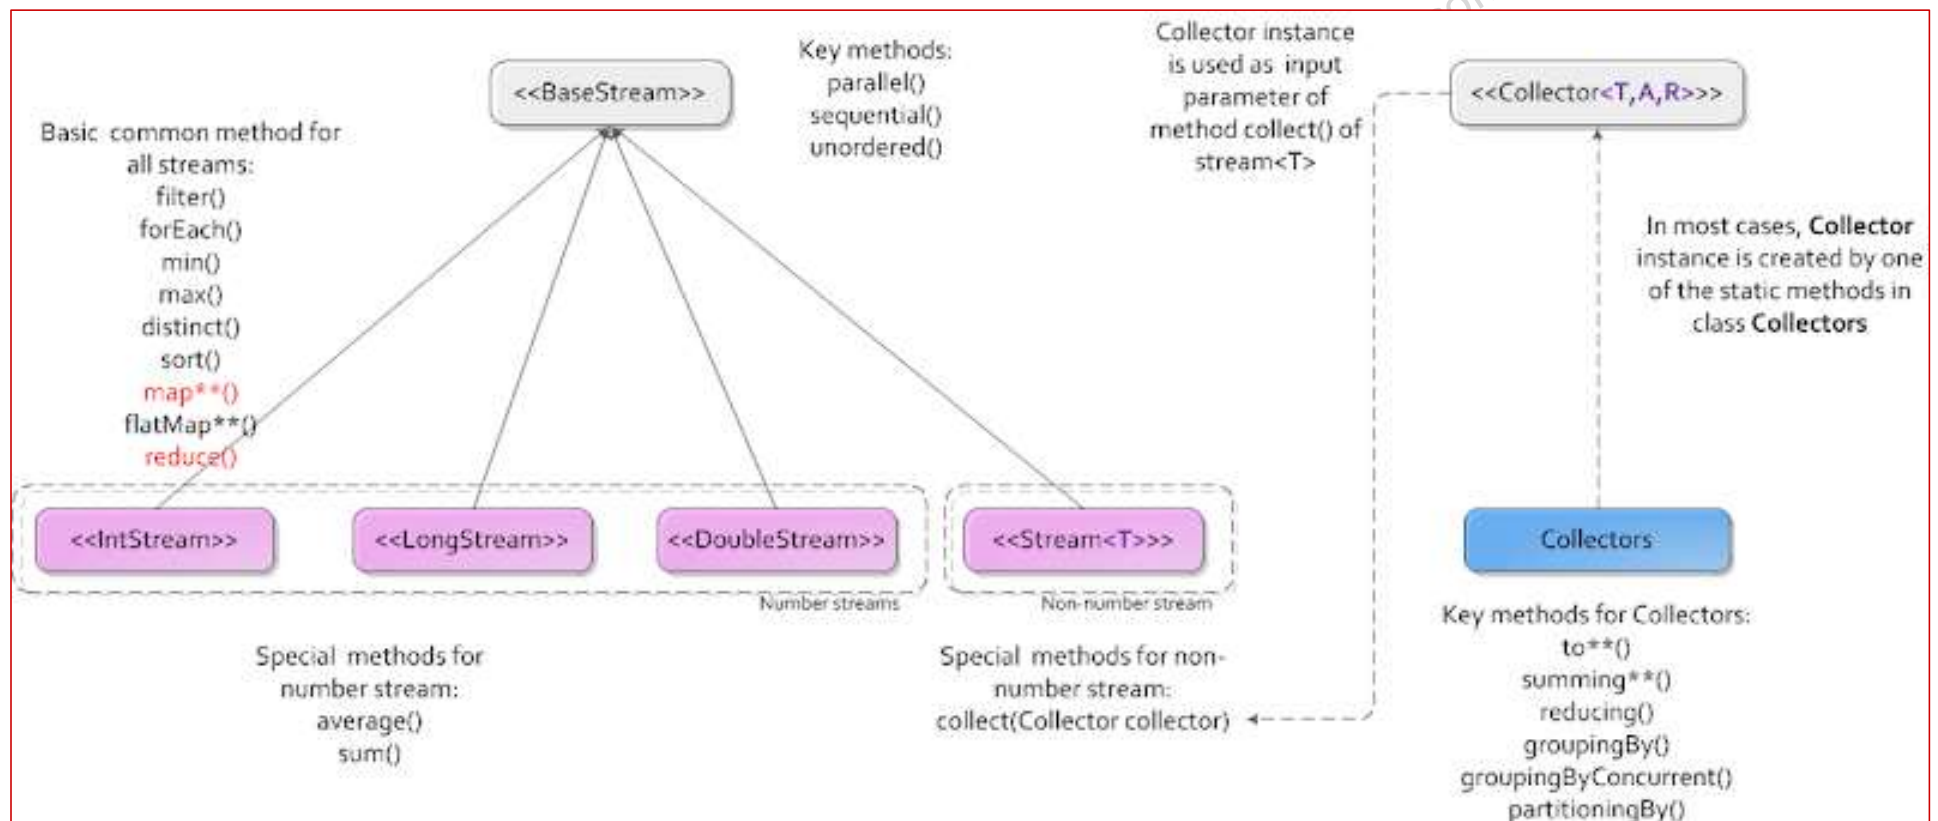 <<BaseStream>>
Key methods:
parallel()
sequential()
unordered()
Collector instance
is used as input
parameter of
method collect() of
stream<T>
<<Collector<T,A,R>>>
Basic common method for
all streams:
filter()
forEach()
min()
max()
distinct()
sort()
map**()
flatMap**()
reduce()
In most cases, Collector
instance is created by one
of the static methods in
class Collectors
<<IntStream>>
<<LongStream>>
<<DoubleStream>>
<<Stream<T>>>
Collectors
Number streams
Non-number stream
Special methods for
number stream:
average()
sum()
Special methods for non-
number stream:
collect(Collector collector)
Key methods for Collectors:
to**()
summing**()
reducing()
groupingBy()
groupingByConcurrent()
partitioningBy()